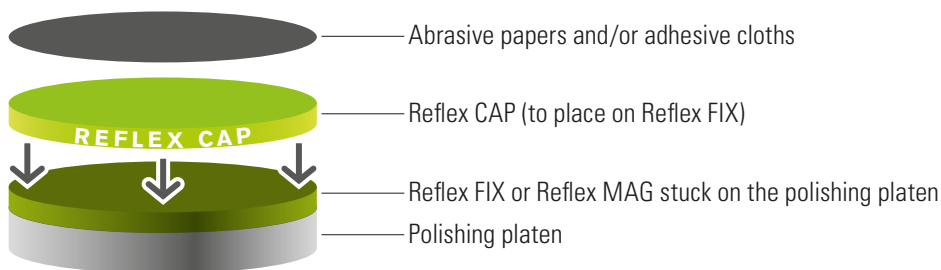 Abrasive papers and/or adhesive cloths
Reflex CAP (to place on Reflex FIX)
REFLEX CAP
Reflex FIX or Reflex MAG stuck on the polishing platen
Polishing platen